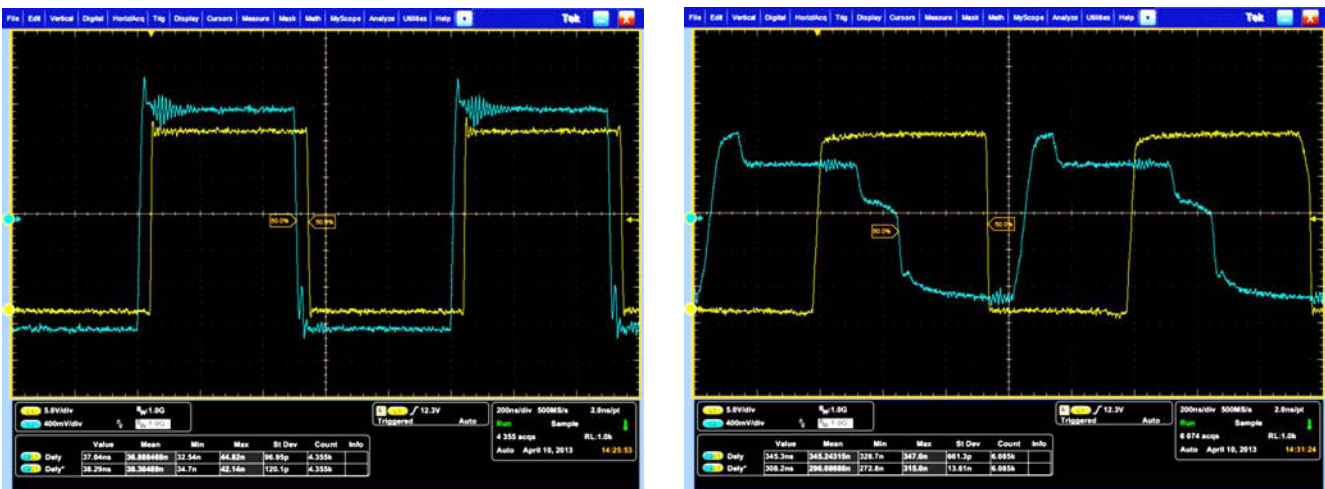 File Edit Vertical Digital Horiz/Acq Trig Display Cursors Measure Mask Math MyScope Analyze Utilities Help Tek
50.0% 50.0%
5.0V/div 1.0G
400mV/div 1.0G
12.3V
Triggered Auto
200ns/div 500MS/s 2.0ns/pt
Run Sample
4 355 acqs RL:1.0k
Auto April 10, 2013 14:25:53
Value Mean Min Max St Dev Count Info
Dely 37.04ns 32.54n 44.82n 96.95p 4.355k
Dely* 38.29ns 34.7n 42.14n 120.1p 4.355k
File Edit Vertical Digital Horiz/Acq Trig Display Cursors Measure Mask Math MyScope Analyze Utilities Help Tek
50.0% 50.0%
5.0V/div 1.0G
400mV/div 1.0G
12.3V
Triggered Auto
200ns/div 500MS/s 2.0ns/pt
Run Sample
6 074 acqs RL:1.0k
Auto April 10, 2013 14:31:24
Value Mean Min Max St Dev Count Info
Dely 345.3ns 345.24315n 328.7n 347.0n 661.3p 6.085k
Dely* 308.2ns 272.8n 315.0n 13.61n 6.085k